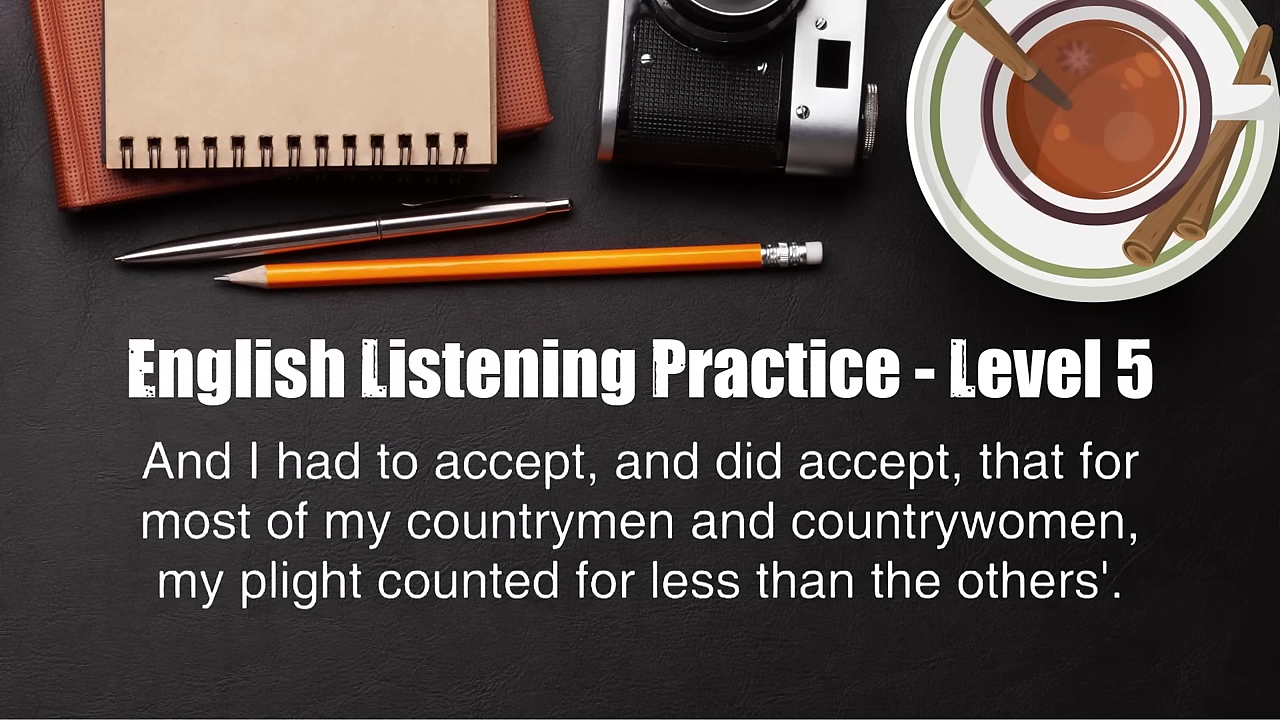 English Listening Practice - Level 5
And I had to accept, and did accept, that for
most of my countrymen and countrywomen,
my plight counted for less than the others'.